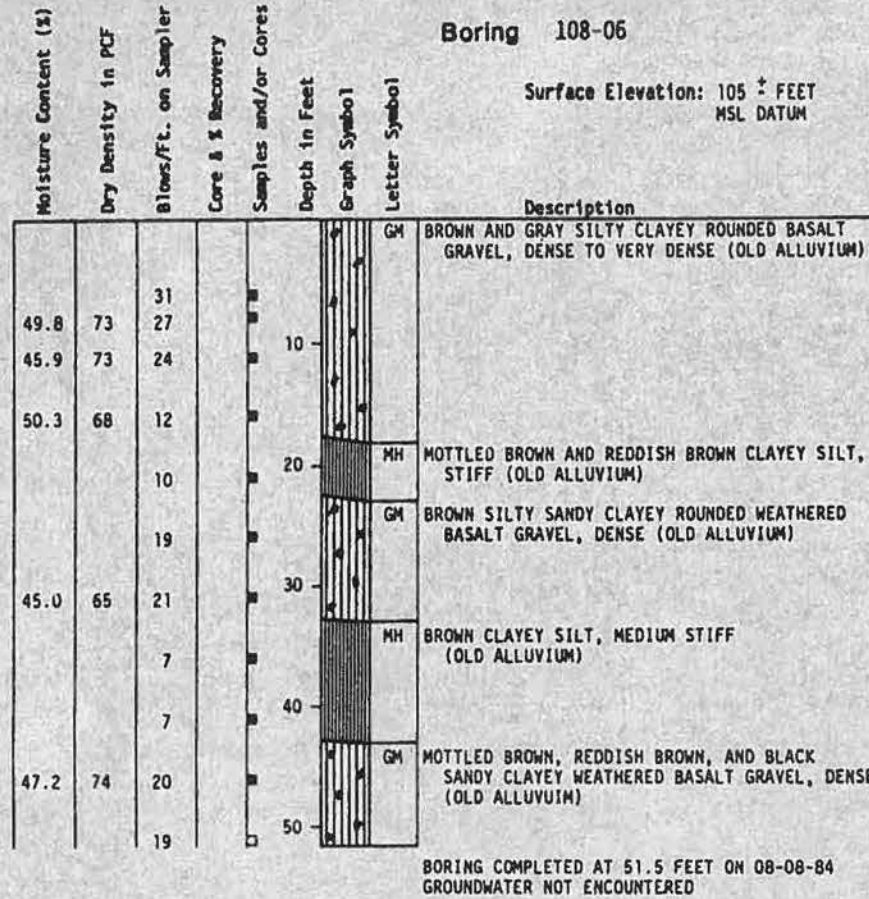 Boring 108-06
Surface Elevation: 105 ± FEET
MSL DATUM
Moisture Content (%)
Dry Density in PCF
Blows/Ft. on Sampler
Core & % Recovery
Samples and/or Cores
Depth in Feet
Graph Symbol
Letter Symbol
Description
GM BROWN AND GRAY SILTY CLAYEY ROUNDED BASALT
GRAVEL, DENSE TO VERY DENSE (OLD ALLUVIUM)
31
49.8 73 27
10
45.9 73 24
50.3 68 12
MH MOTTLED BROWN AND REDDISH BROWN CLAYEY SILT,
20
STIFF (OLD ALLUVIUM)
10
GM BROWN SILTY SANDY CLAYEY ROUNDED WEATHERED
BASALT GRAVEL, DENSE (OLD ALLUVIUM)
19
30
45.0 65 21
MH BROWN CLAYEY SILT, MEDIUM STIFF
(OLD ALLUVIUM)
7
40
7
GM MOTTLED BROWN, REDDISH BROWN, AND BLACK
SANDY CLAYEY WEATHERED BASALT GRAVEL, DENSE
47.2 74 20
(OLD ALLUVUIM)
50
19
BORING COMPLETED AT 51.5 FEET ON 08-08-84
GROUNDWATER NOT ENCOUNTERED